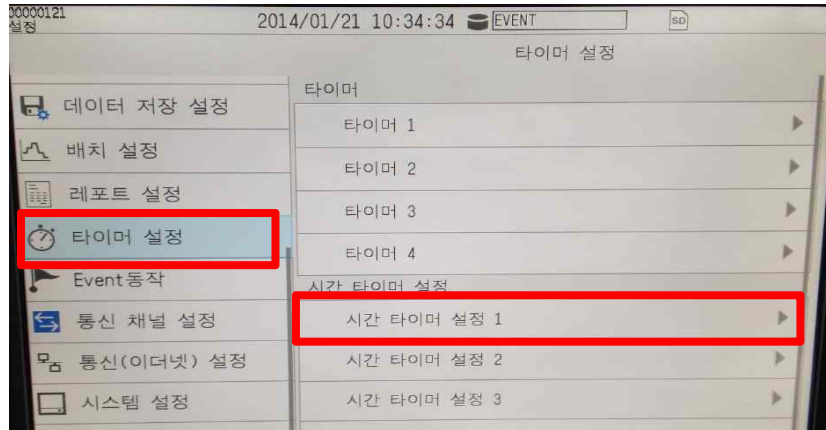 00000121
설정
2014/01/21 10:34:34 EVENT SD
타이머 설정
데이터 저장 설정
배치 설정
레포트 설정
타이머 설정
Event동작
통신 채널 설정
통신(이더넷) 설정
시스템 설정
타이머
타이머 1
타이머 2
타이머 3
타이머 4
시간 타이머 설정
시간 타이머 설정 1
시간 타이머 설정 2
시간 타이머 설정 3